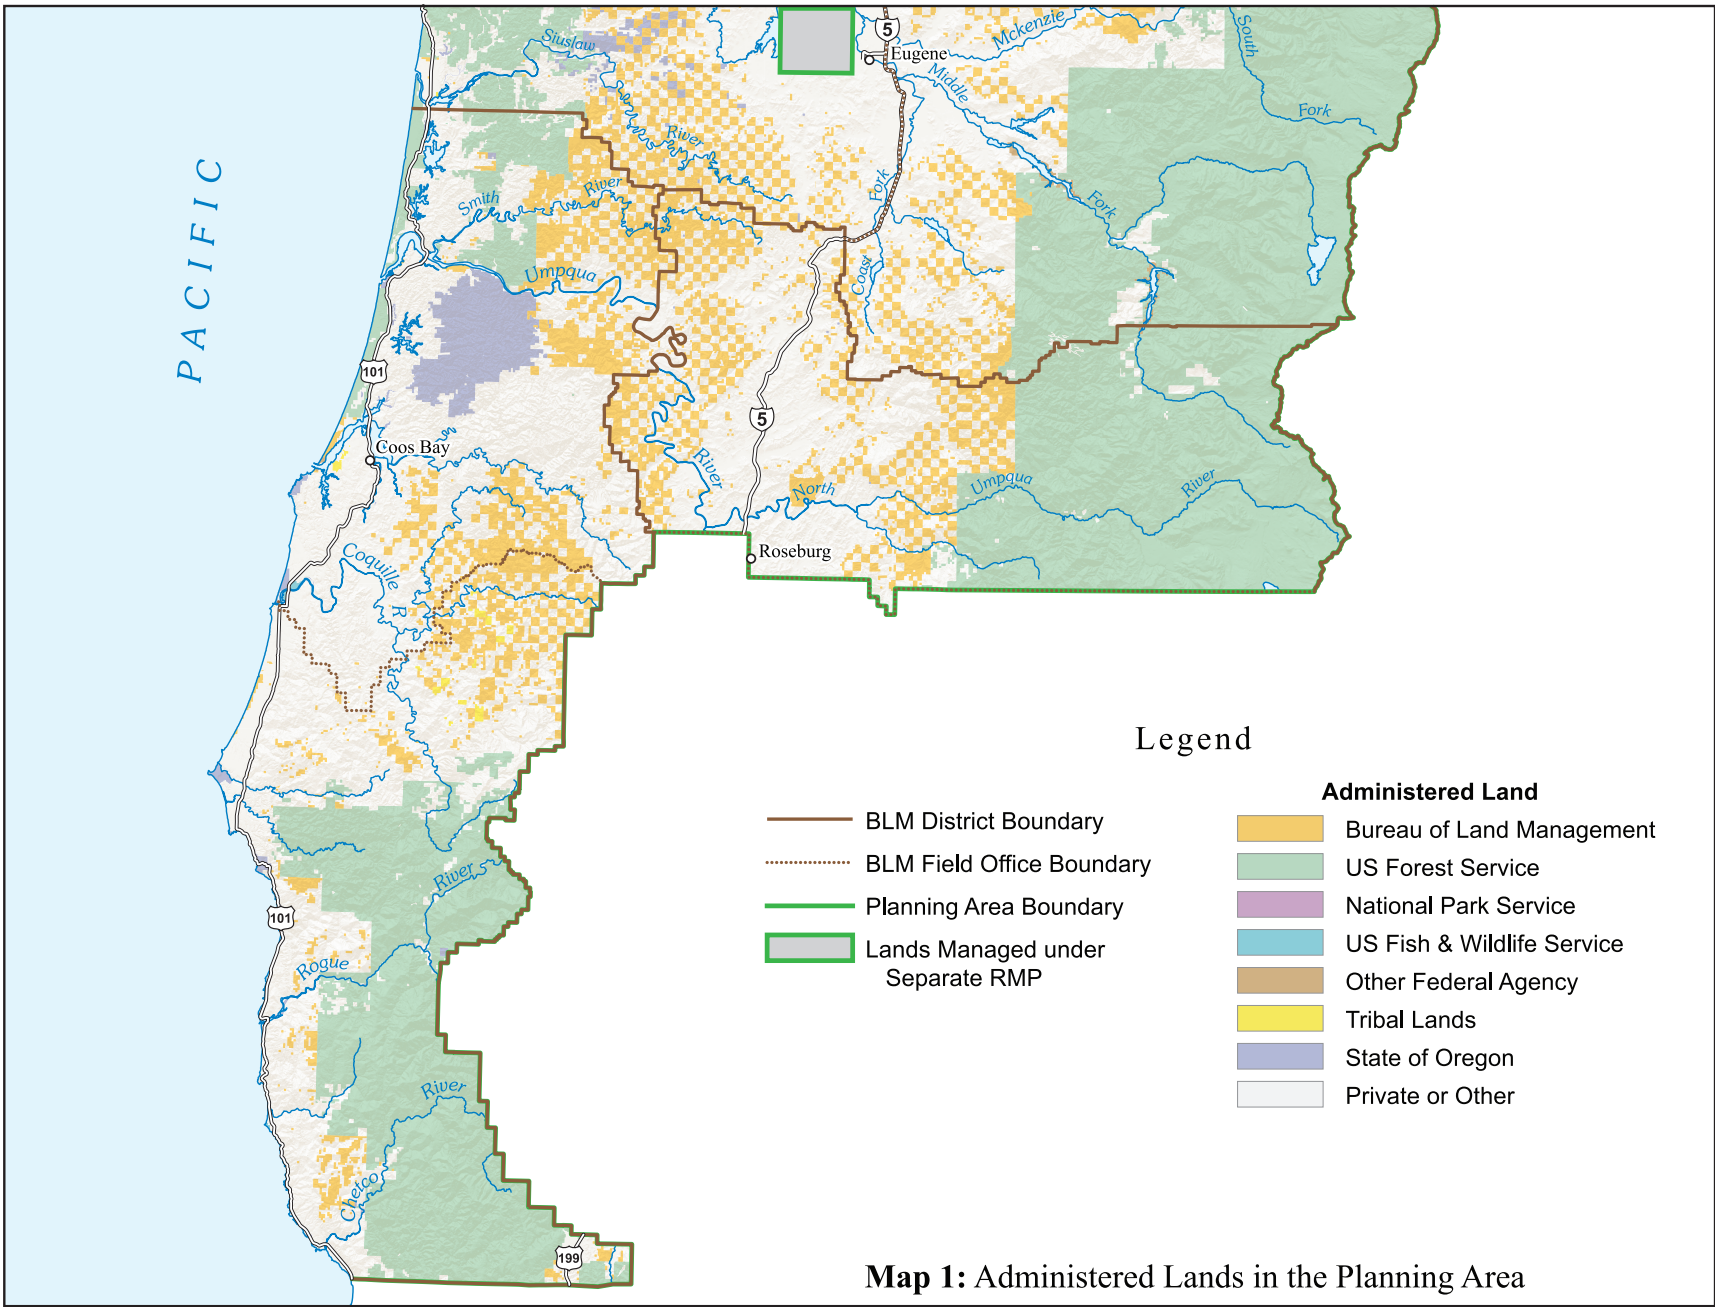 Siuslaw
5
Eugene
Mckenzie
South
Middle
Fork
River
Fork
PACIFIC
Smith
River
Fork
Umpqua
Coast
101
5
Coos Bay
River
North
Umpqua
River
Coquille
R
Roseburg
Legend
BLM District Boundary
BLM Field Office Boundary
Planning Area Boundary
Lands Managed under
Separate RMP
Administered Land
Bureau of Land Management
US Forest Service
National Park Service
US Fish & Wildlife Service
Other Federal Agency
Tribal Lands
State of Oregon
Private or Other
River
101
Rogue
River
Chetco
199
Map 1: Administered Lands in the Planning Area